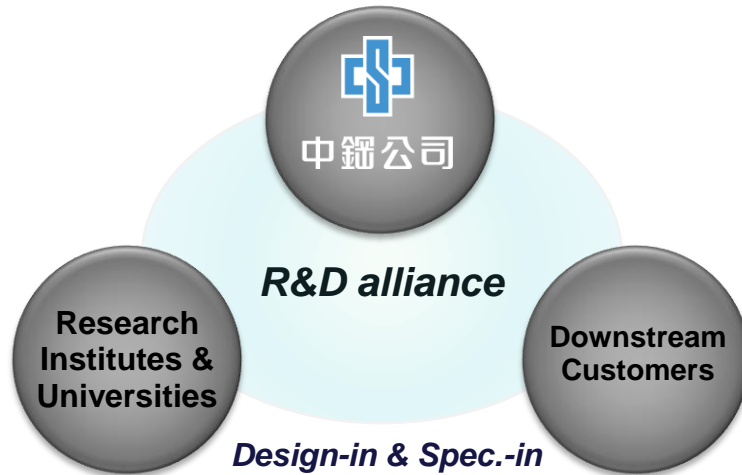 中鋼公司
R&D alliance
Research
Institutes &
Universities
Downstream
Customers
Design-in & Spec.-in